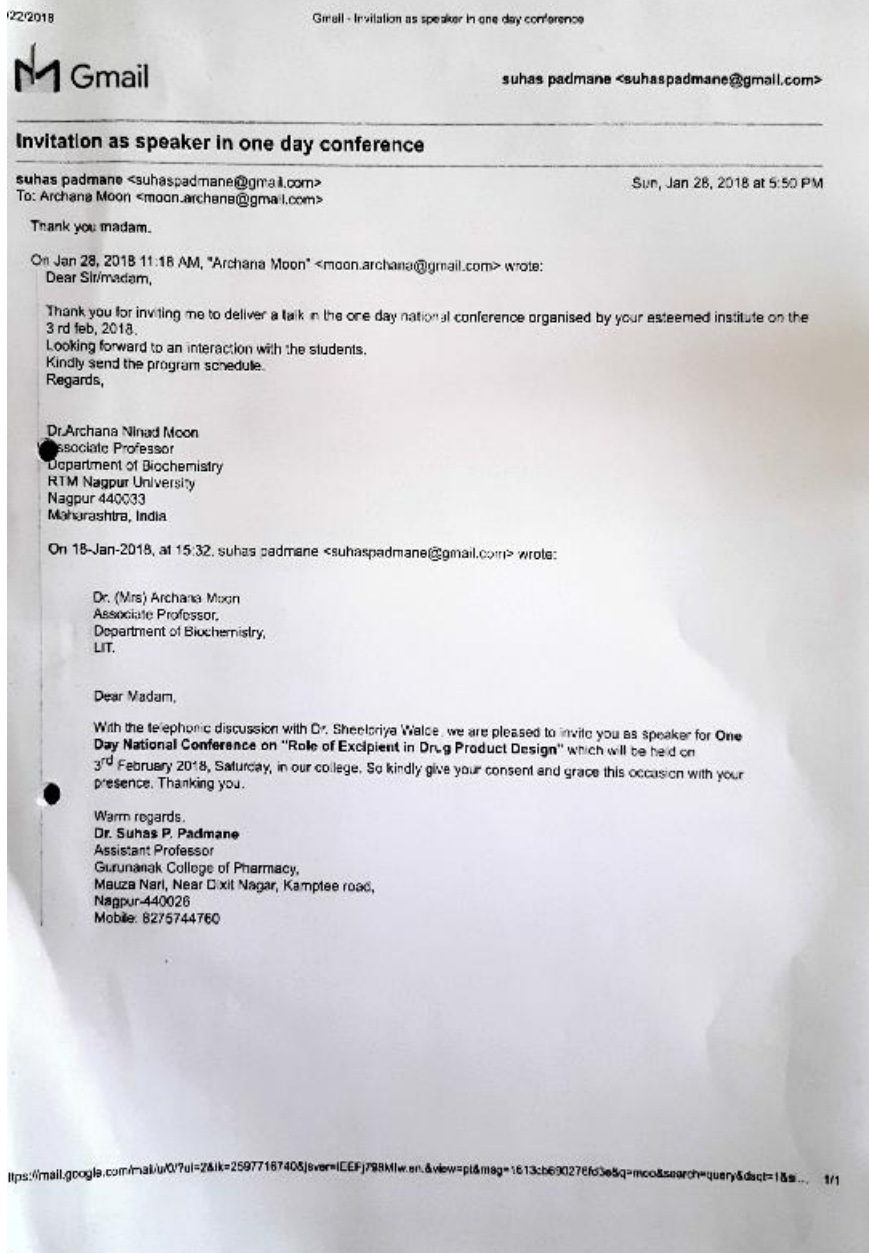 22/2018
Gmail - Invitation as speaker in one day conference
Gmail
suhas padmane <suhaspadmane@gmail.com>
Invitation as speaker in one day conference
suhas padmane <suhaspadmane@gmail.com>
Sun, Jan 28, 2018 at 5:50 PM
To: Archana Moon <moon.archana@gmail.com>
Thank you madam.
On Jan 28, 2018 11:18 AM, "Archana Moon" <moon.archana@gmail.com> wrote:
Dear Sir/madam,
Thank you for inviting me to deliver a talk in the one day national conference organised by your esteemed institute on the
3 rd feb, 2018.
Looking forward to an interaction with the students.
Kindly send the program schedule.
Regards,
Dr.Archana Ninad Moon
ssociate Professor
Department of Biochemistry
RTM Nagpur University
Nagpur 440033
Maharashtra, India
On 18-Jan-2018, at 15:32, suhas padmane <suhaspadmane@gmail.com> wrote:
Dr. (Mrs) Archana Moon
Associate Professor,
Department of Biochemistry,
LIT.
Dear Madam,
With the telephonic discussion with Dr. Sheelpriya Walde, we are pleased to invite you as speaker for One
Day National Conference on "Role of Excipient in Drug Product Design" which will be held on
3rd February 2018, Saturday, in our college. So kindly give your consent and grace this occasion with your
presence. Thanking you.
Warm regards.
Dr. Suhas P. Padmane
Assistant Professor
Gurunanak College of Pharmacy,
Mauza Nari, Near Dixit Nagar, Kamptee road,
Nagpur-440026
Mobile: 8275744760
1/1